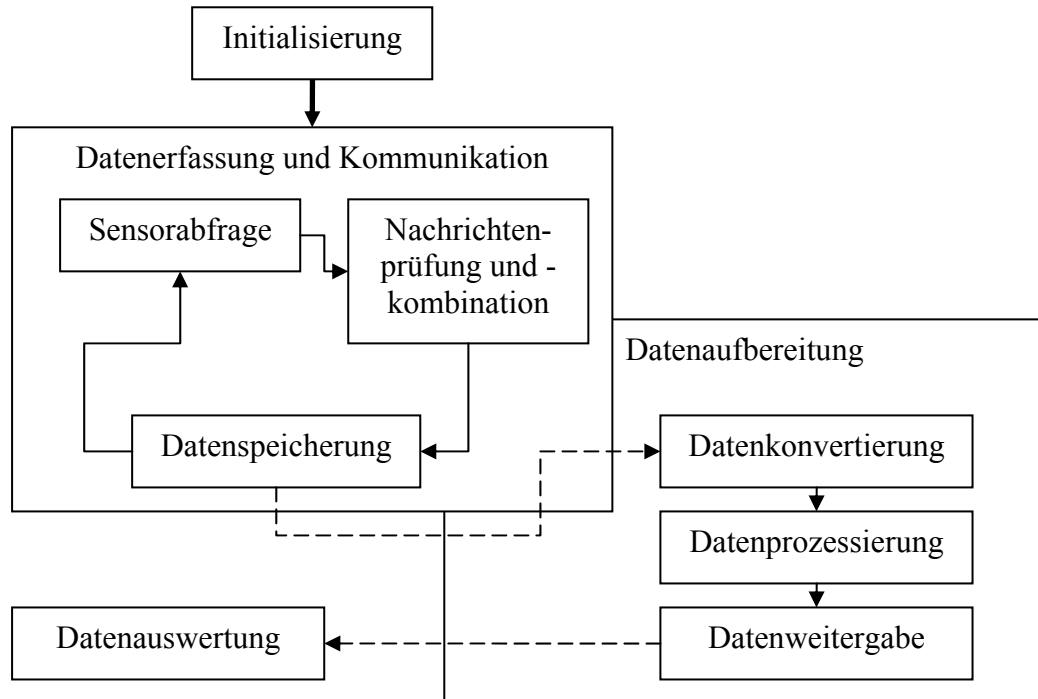 Initialisierung
Datenerfassung und Kommunikation
Sensorabfrage
Nachrichten-
prüfung und -
kombination
Datenaufbereitung
Datenspeicherung
Datenkonvertierung
Datenprozessierung
Datenauswertung
Datenweitergabe